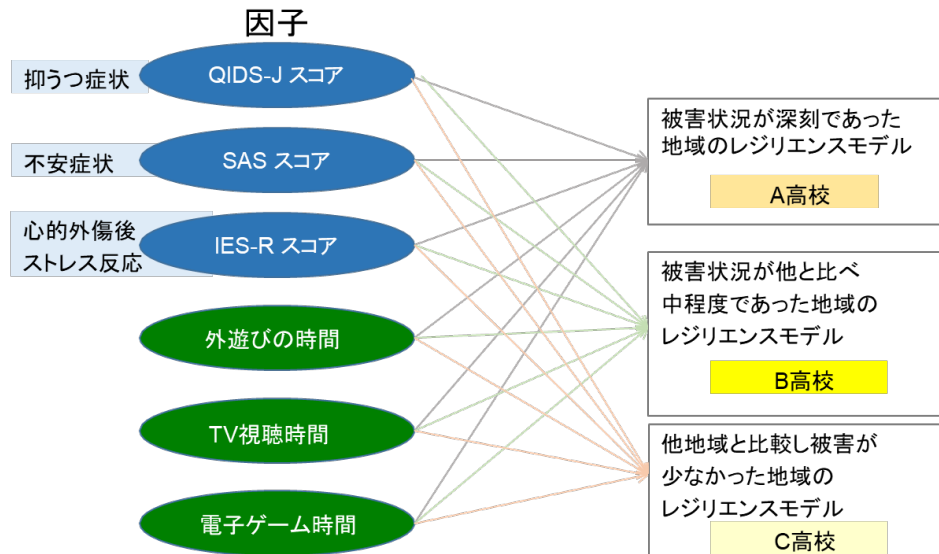 因子
抑うつ症状
QIDS-J スコア
不安症状
SAS スコア
心的外傷後
ストレス反応
IES-R スコア
外遊びの時間
TV視聴時間
電子ゲーム時間
被害状況が深刻であった
地域のレジリエンスモデル
A高校
被害状況が他と比べ
中程度であった地域の
レジリエンスモデル
B高校
他地域と比較し被害が
少なかった地域の
レジリエンスモデル
C高校